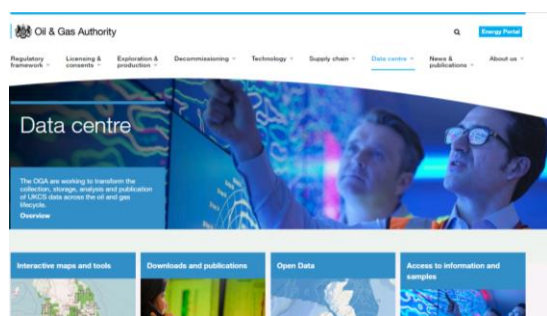 Oil & Gas Authority
Energy Portal
Regulatory framework
Licensing & consents
Exploration & production
Decommissioning
Technology
Supply chain
Data centre
News & publications
About us
Data centre
The OGA are working to transform the
collection, storage, analysis and publication
of UKCS data across the oil and gas
lifecycle.
Overview
Interactive maps and tools
Downloads and publications
Open Data
Access to information and
samples